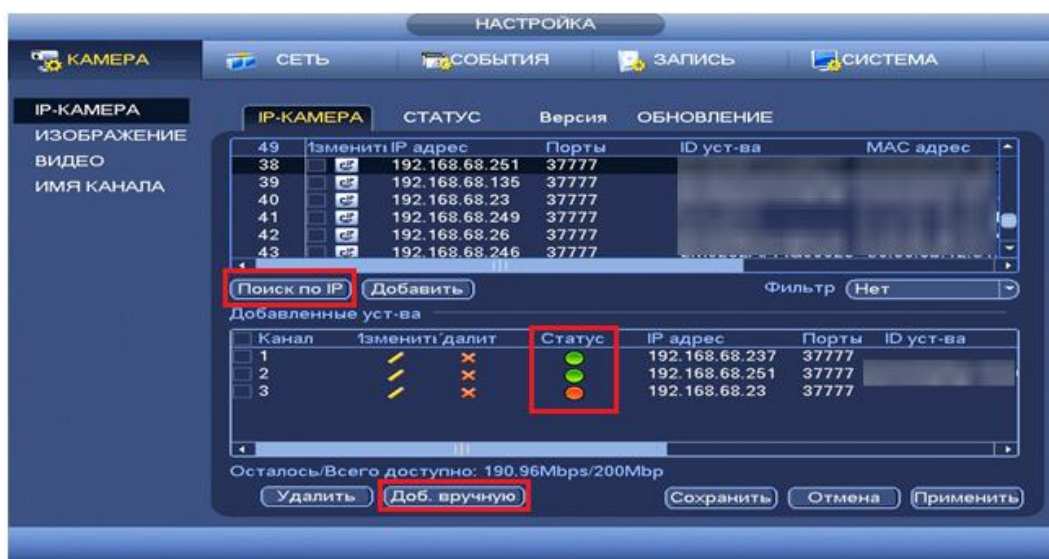 НАСТРОЙКА
КАМЕРА СЕТЬ СОБЫТИЯ ЗАПИСЬ СИСТЕМА
IP-КАМЕРА
ИЗОБРАЖЕНИЕ
ВИДЕО
ИМЯ КАНАЛА
IP-КАМЕРА СТАТУС Версия ОБНОВЛЕНИЕ
49 Ізменитı IP адрес Порты ID уст-ва MAC адрес
38 192.168.68.251 37777
39 192.168.68.135 37777
40 192.168.68.23 37777
41 192.168.68.249 37777
42 192.168.68.26 37777
43 192.168.68.246 37777
Поиск по IP Добавить Фильтр Нет
Добавленные уст-ва
Канал Ізменитı далит Статус IP адрес Порты ID уст-ва
1 192.168.68.237 37777
2 192.168.68.251 37777
3 192.168.68.23 37777
Осталось/Всего доступно: 190.96Mbps/200Mbp
Удалить Доб. вручную Сохранить Отмена Применить